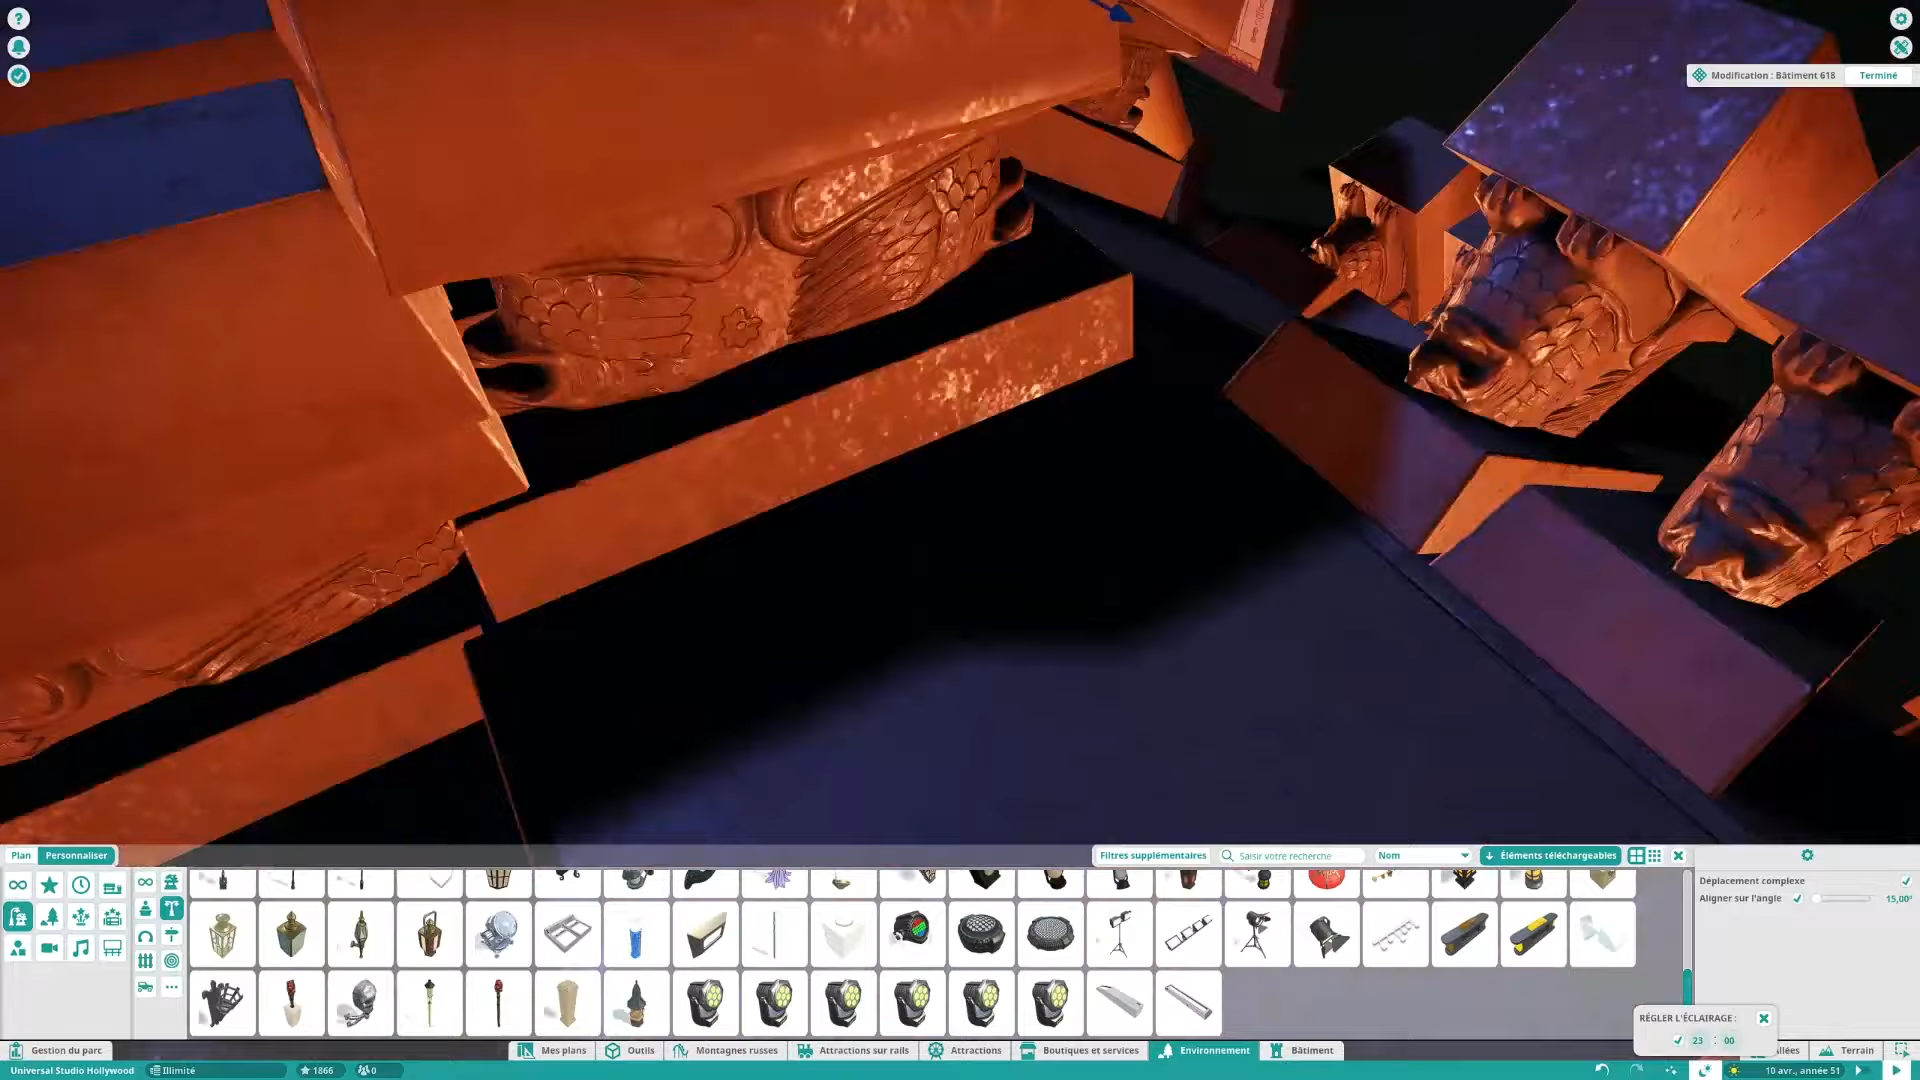 ?
Modification : Bâtiment 618
Terminé
Plan
Personnaliser
Filtres supplémentaires
Saisir votre recherche
Nom
Éléments téléchargeables
Déplacement complexe
Aligner sur l'angle
15,00°
RÉGLER L'ÉCLAIRAGE :
23 : 00
Gestion du parc
Mes plans
Outils
Montagnes russes
Attractions sur rails
Attractions
Boutiques et services
Environnement
Bâtiment
Terrain
Universal Studio Hollywood
Illimité
1866
0
10 avr., année 51